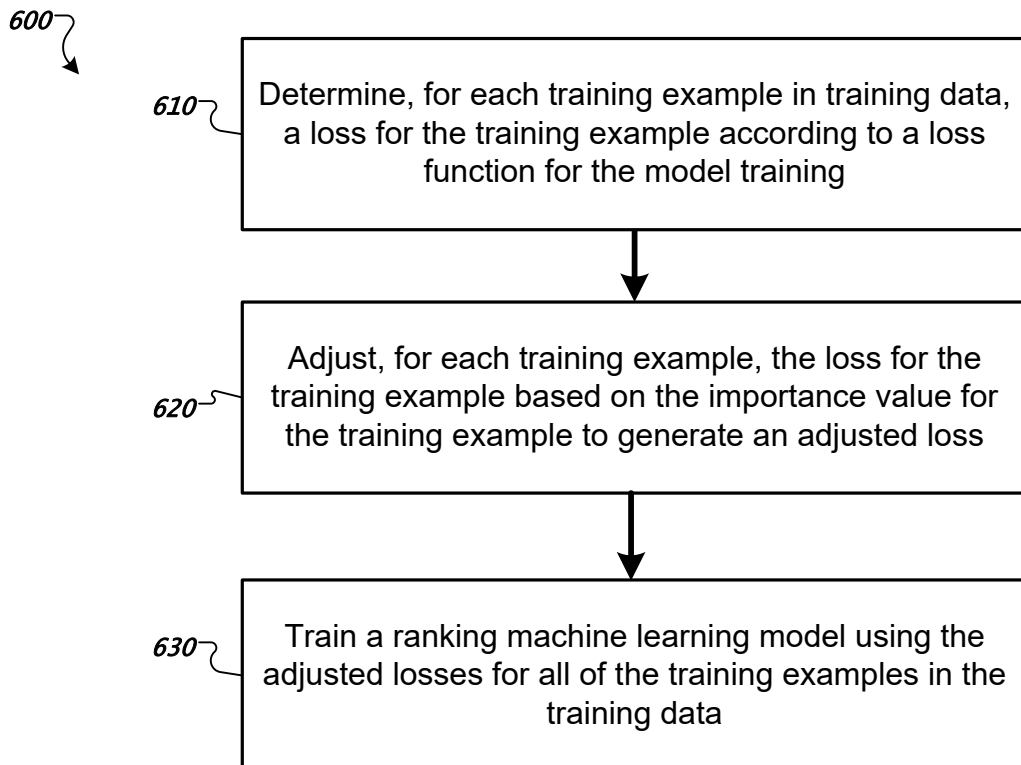 600
610
Determine, for each training example in training data,
a loss for the training example according to a loss
function for the model training
620
Adjust, for each training example, the loss for the
training example based on the importance value for
the training example to generate an adjusted loss
630
Train a ranking machine learning model using the
adjusted losses for all of the training examples in the
training data